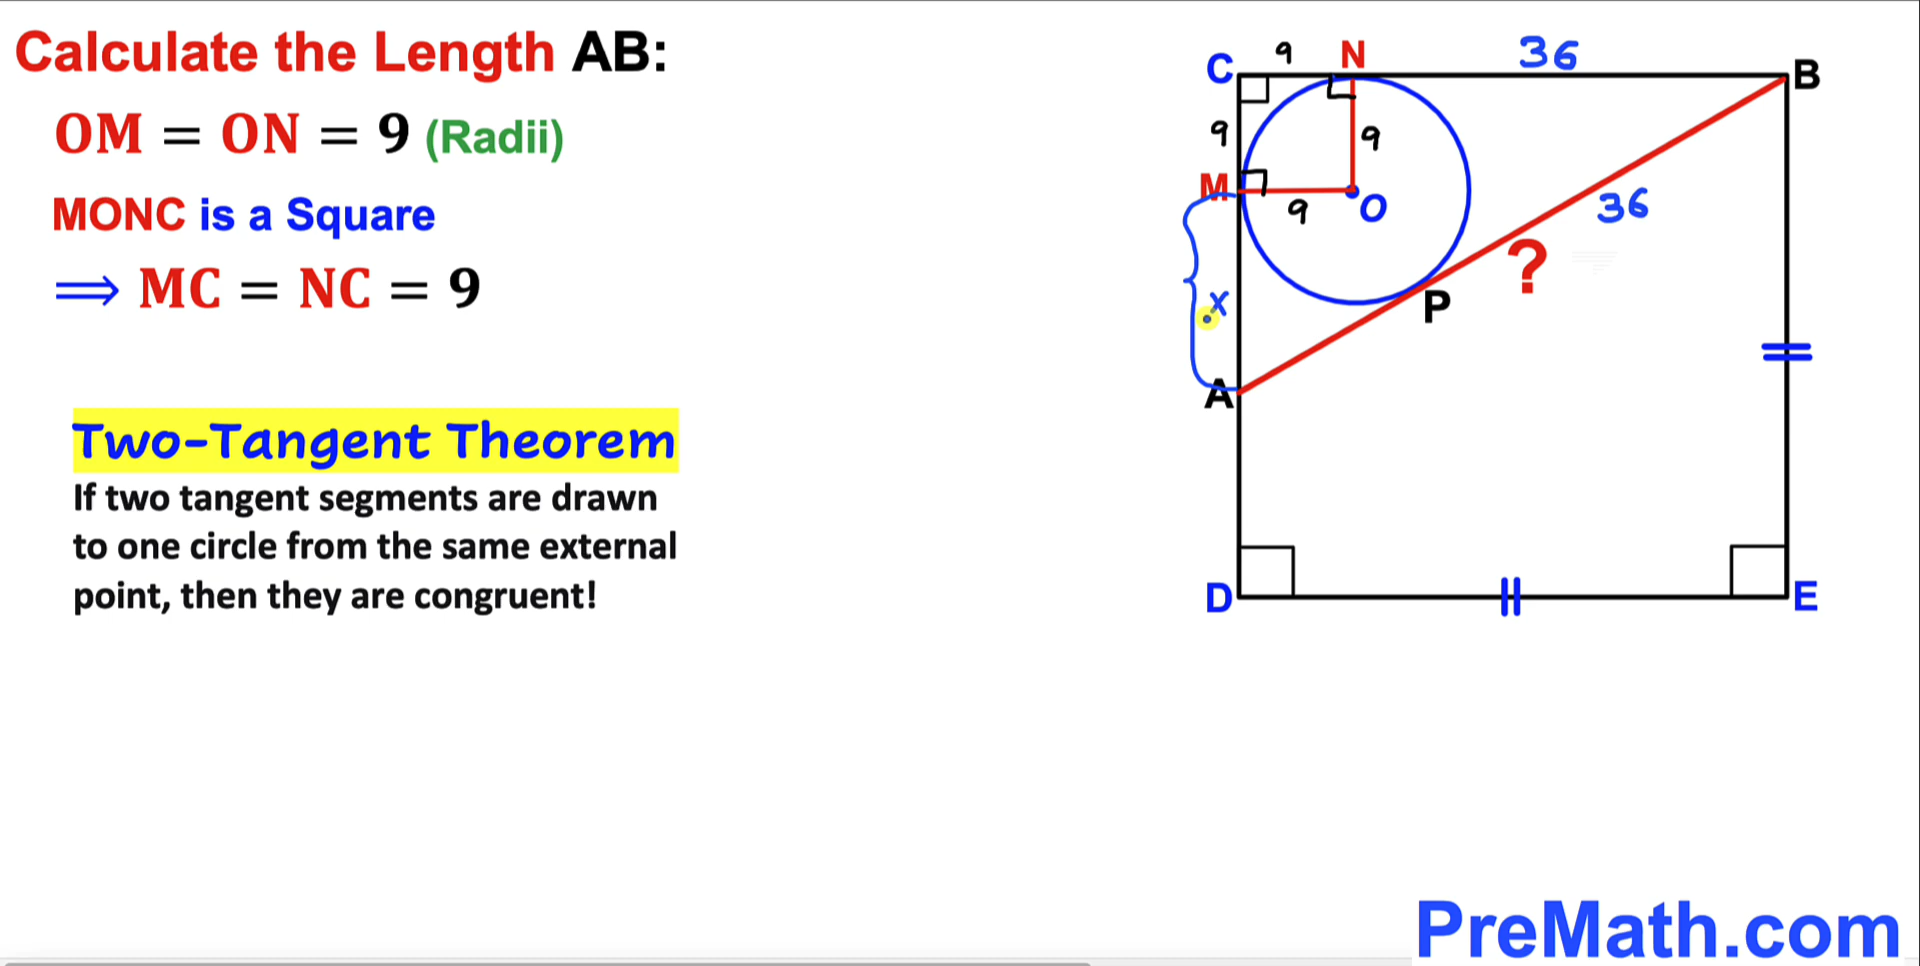 Calculate the Length AB:
OM = ON = 9 (Radii)
MONC is a Square
⟹ MC = NC = 9
Two-Tangent Theorem
If two tangent segments are drawn
to one circle from the same external
point, then they are congruent!
C 9 N 36 B
9 9
M 9 O 36
?
x P
A
D E
PreMath.com